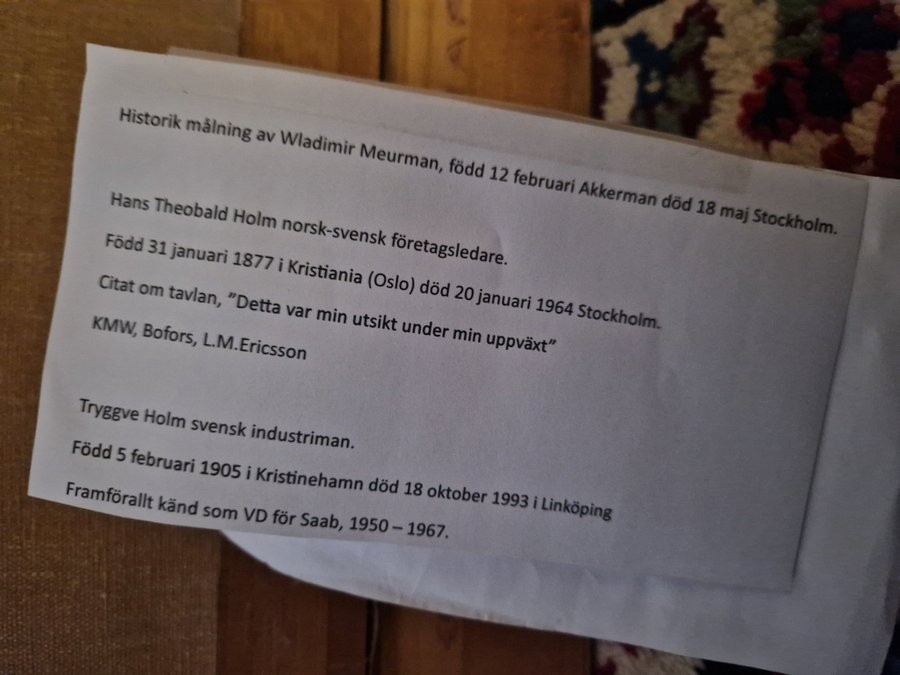 Historik målning av Wladimir Meurman, född 12 februari Akkerman död 18 maj Stockholm.
Hans Theobald Holm norsk-svensk företagsledare.
Född 31 januari 1877 i Kristiania (Oslo) död 20 januari 1964 Stockholm.
Citat om tavlan, ”Detta var min utsikt under min uppväxt”
KMW, Bofors, L.M.Ericsson
Tryggve Holm svensk industriman.
Född 5 februari 1905 i Kristinehamn död 18 oktober 1993 i Linköping
Framförallt känd som VD för Saab, 1950 – 1967.